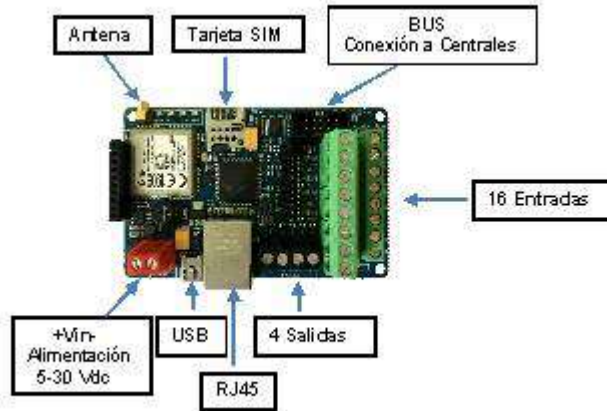 Antena
Tarjeta SIM
BUS
Conexión a Centrales
16 Entradas
+Vin-
Alimentación
5-30 Vdc
USB
4 Salidas
RJ45